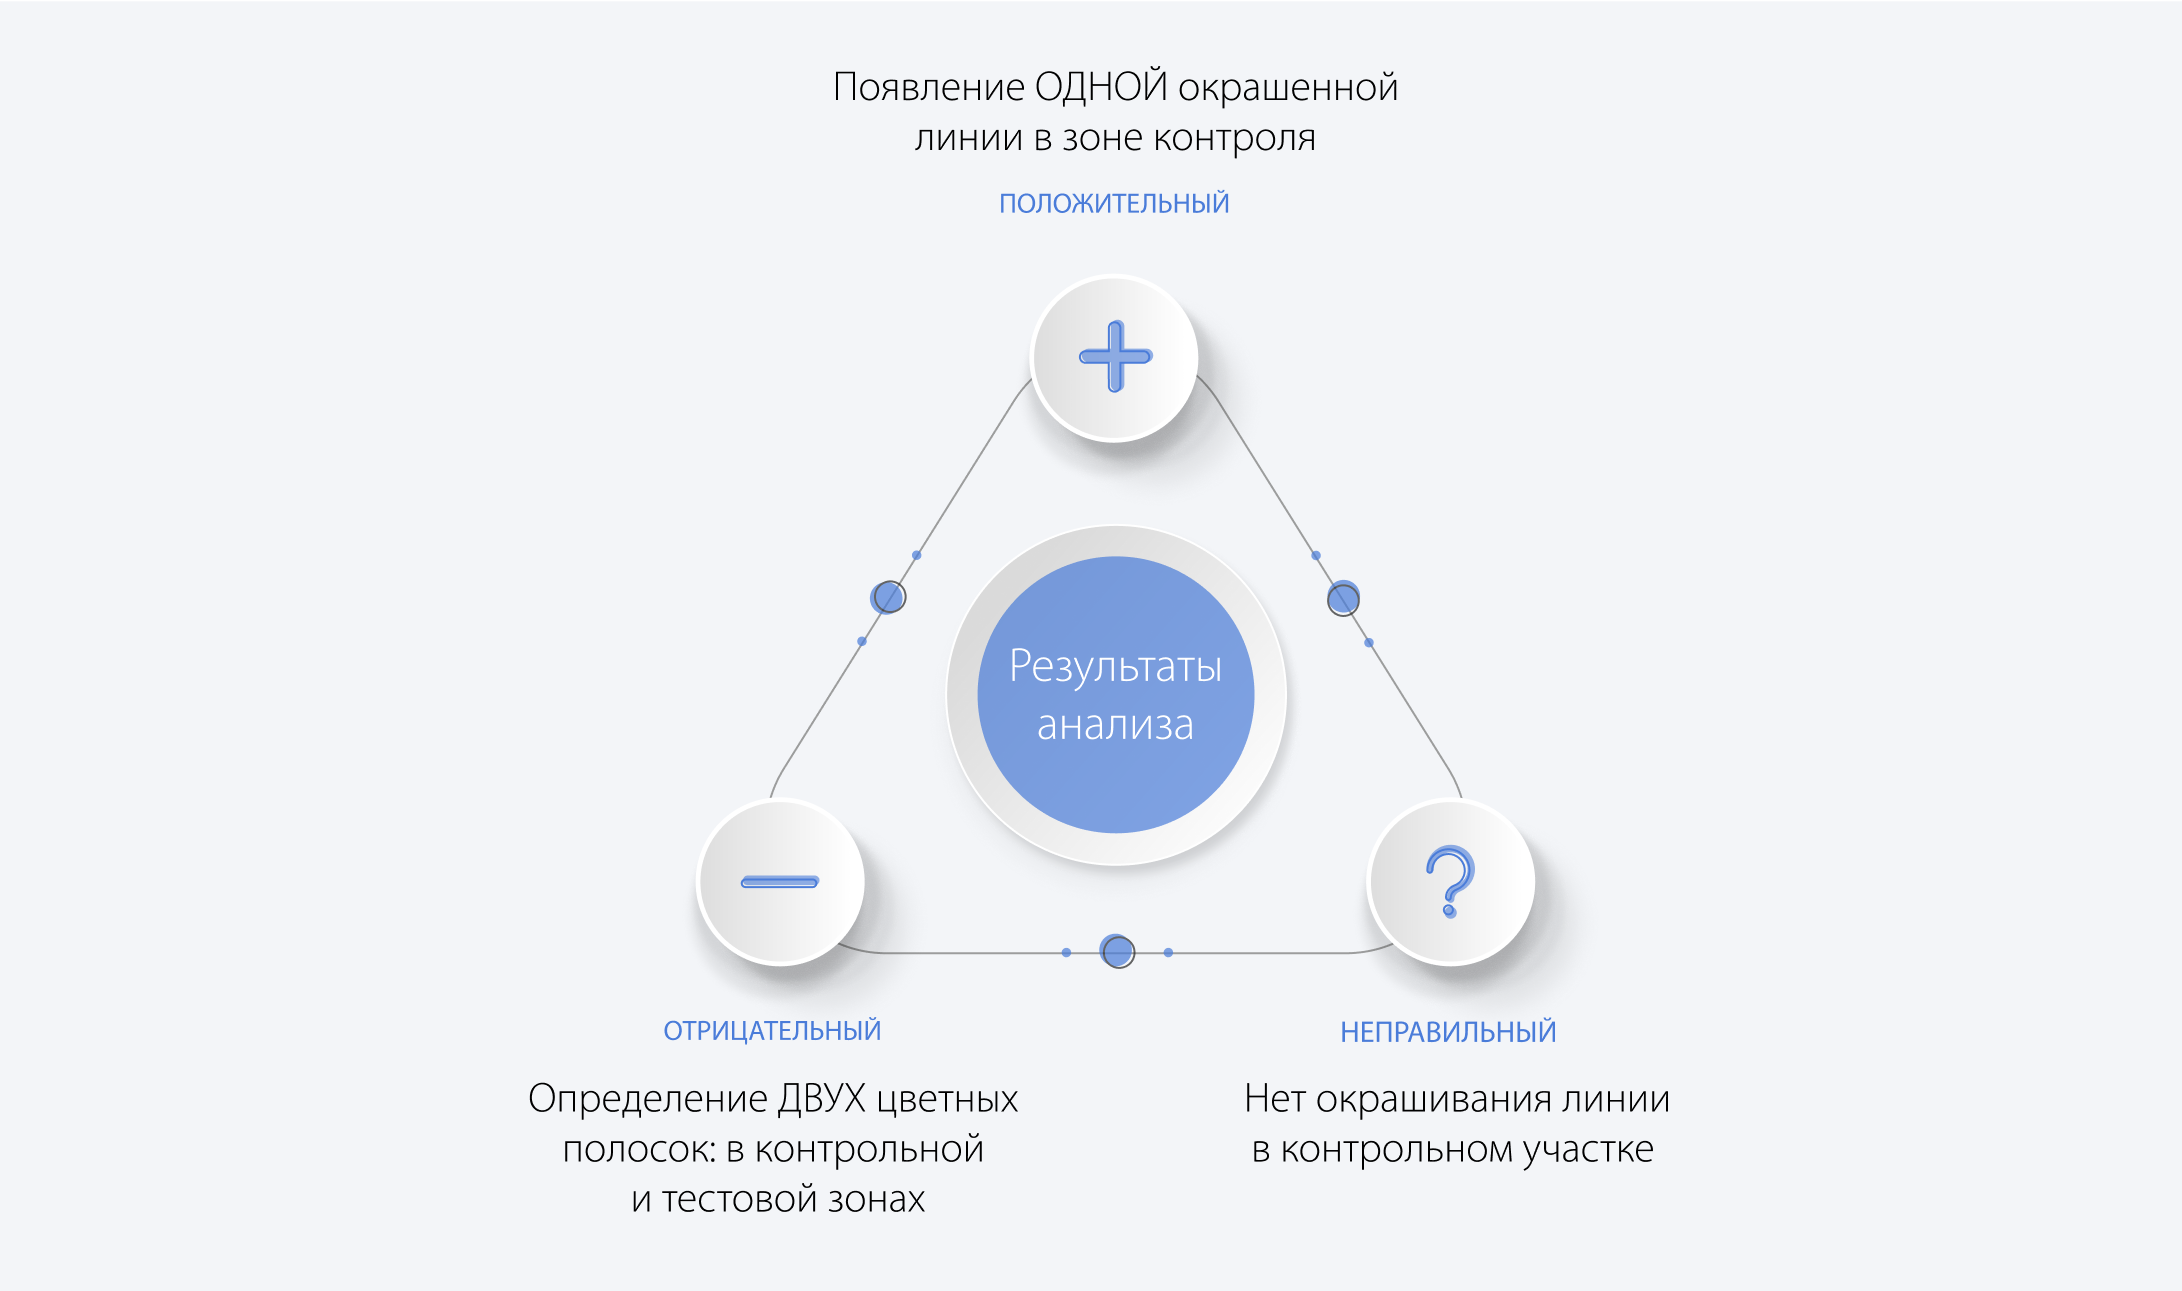 Появление ОДНОЙ окрашенной
линии в зоне контроля
ПОЛОЖИТЕЛЬНЫЙ
Результаты
анализа
ОТРИЦАТЕЛЬНЫЙ
Определение ДВУХ цветных
полосок: в контрольной
и тестовой зонах
НЕПРАВИЛЬНЫЙ
Нет окрашивания линии
в контрольном участке